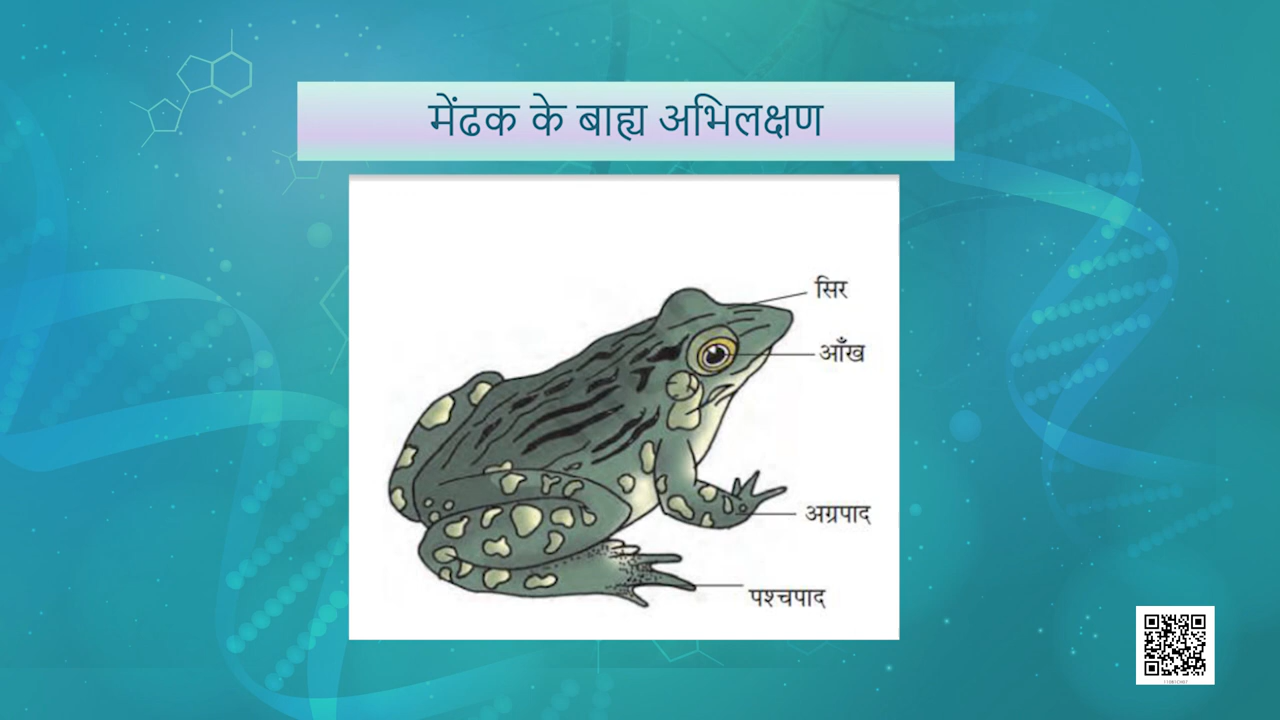 मेंढक के बाह्य अभिलक्षण
सिर
आँख
अग्रपाद
पश्चपाद